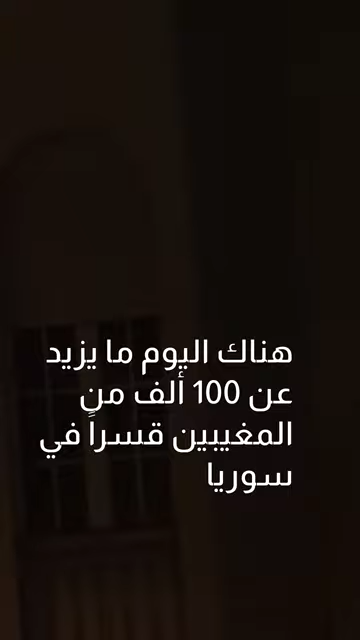 هناك اليوم ما يزيد
عن 100 ألف من
المغيبين قسراً في
سوريا